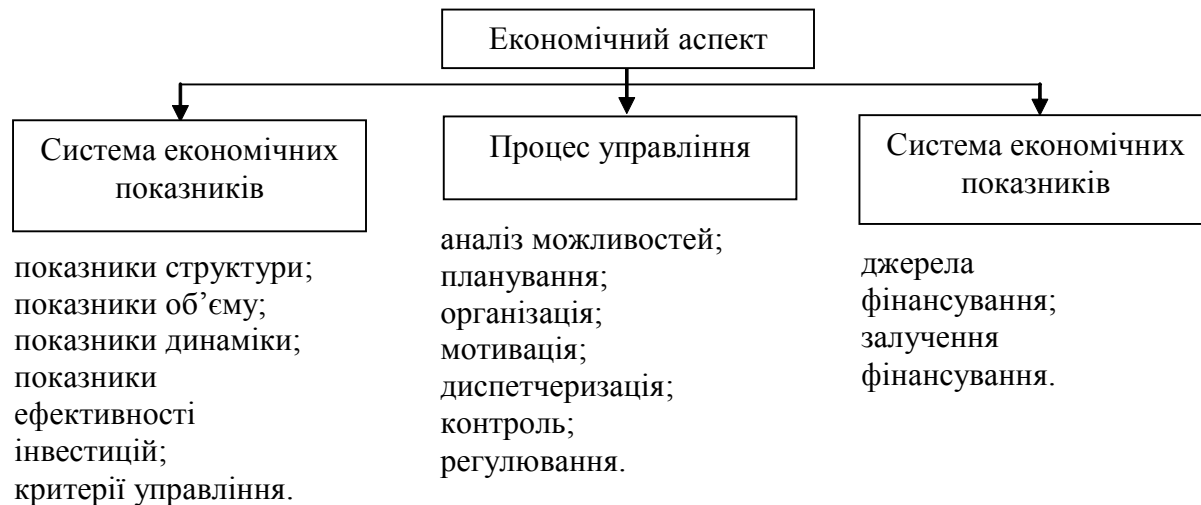 Економічний аспект
Система економічних
показників
показники структури;
показники об’єму;
показники динаміки;
показники
ефективності
інвестицій;
критерії управління.
Процес управління
аналіз можливостей;
планування;
організація;
мотивація;
диспетчеризація;
контроль;
регулювання.
Система економічних
показників
джерела
фінансування;
залучення
фінансування.